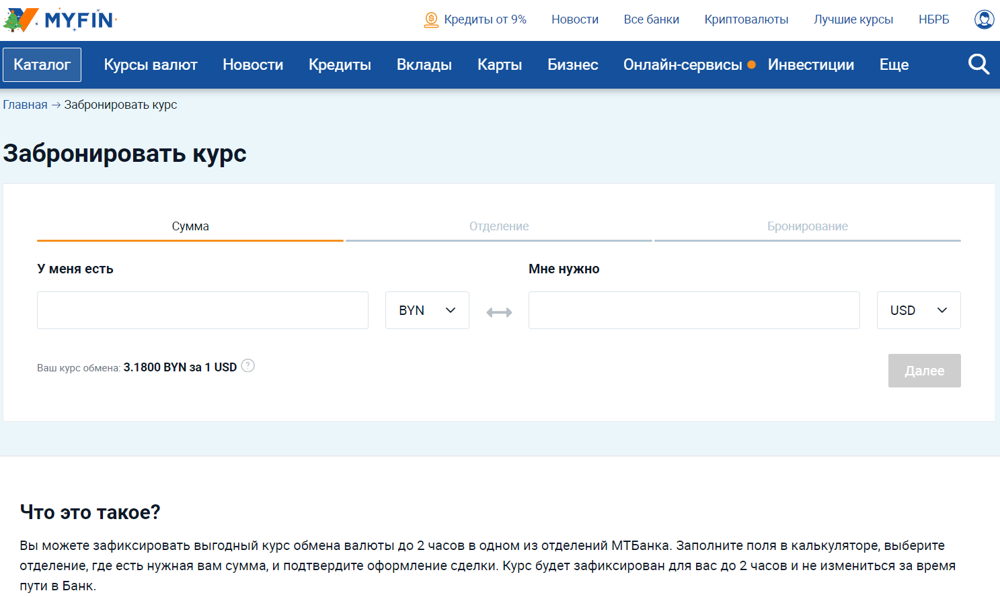 MYFIN
Кредиты от 9% Новости Все банки Криптовалюты Лучшие курсы НБРБ
Каталог Курсы валют Новости Кредиты Вклады Карты Бизнес Онлайн-сервисы Инвестиции Еще
Главная → Забронировать курс
Забронировать курс
Сумма Отделение Бронирование
У меня есть Мне нужно
BYN USD
Ваш курс обмена: 3.1800 BYN за 1 USD ?
Далее
Что это такое?
Вы можете зафиксировать выгодный курс обмена валюты до 2 часов в одном из отделений МТБанка. Заполните поля в калькуляторе, выберите
отделение, где есть нужная вам сумма, и подтвердите оформление сделки. Курс будет зафиксирован для вас до 2 часов и не измениться за время
пути в Банк.